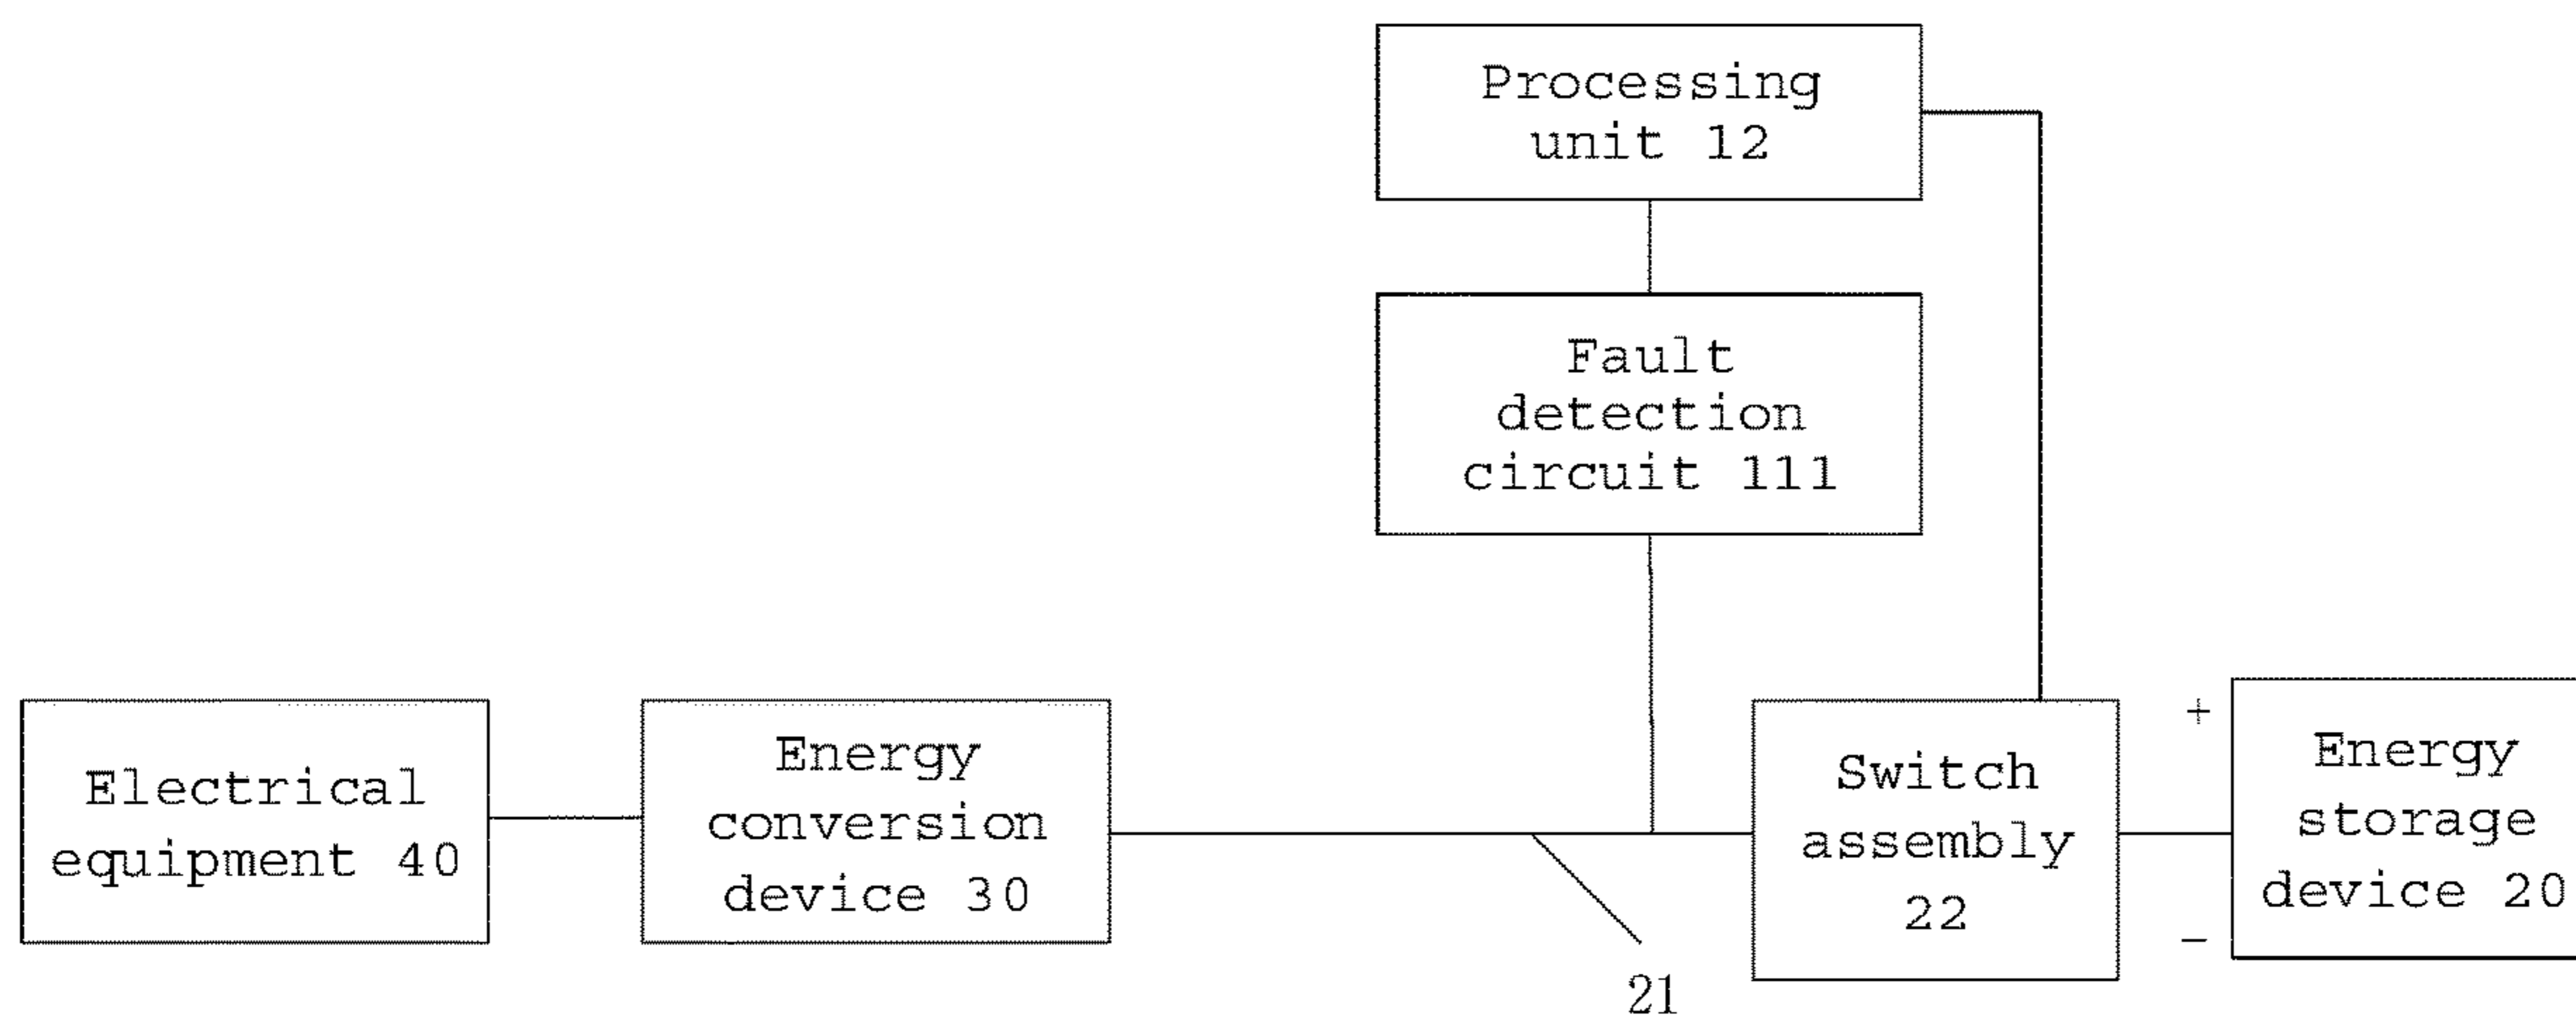 Processing
unit 12
Fault
detection
circuit 111
Electrical
equipment 40
Energy
conversion
device 30
Switch
assembly
22
+
Energy
storage
device 20
−
21